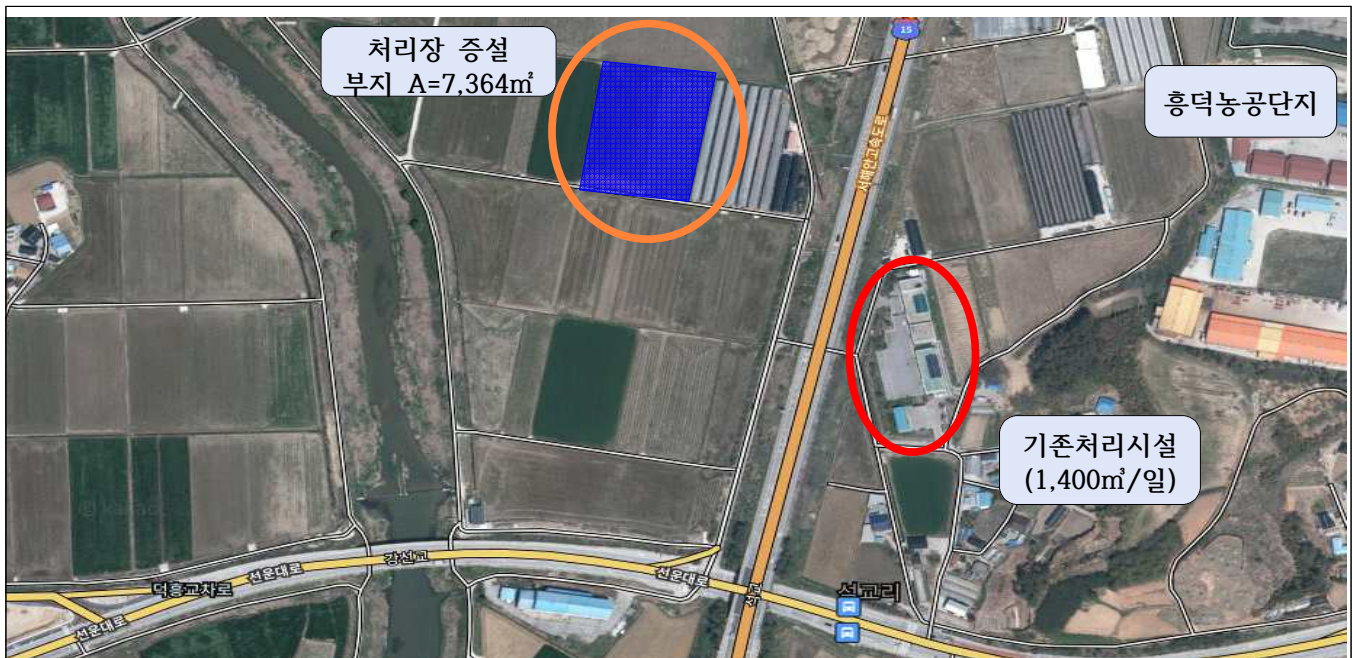 처리장 증설
부지 A=7,364㎡
15
흥덕농공단지
서해안고속도로
기존처리시설
(1,400㎥/일)
강선교
선운대로
선운대로
덕흥교차로
선운대로
석교
석교리